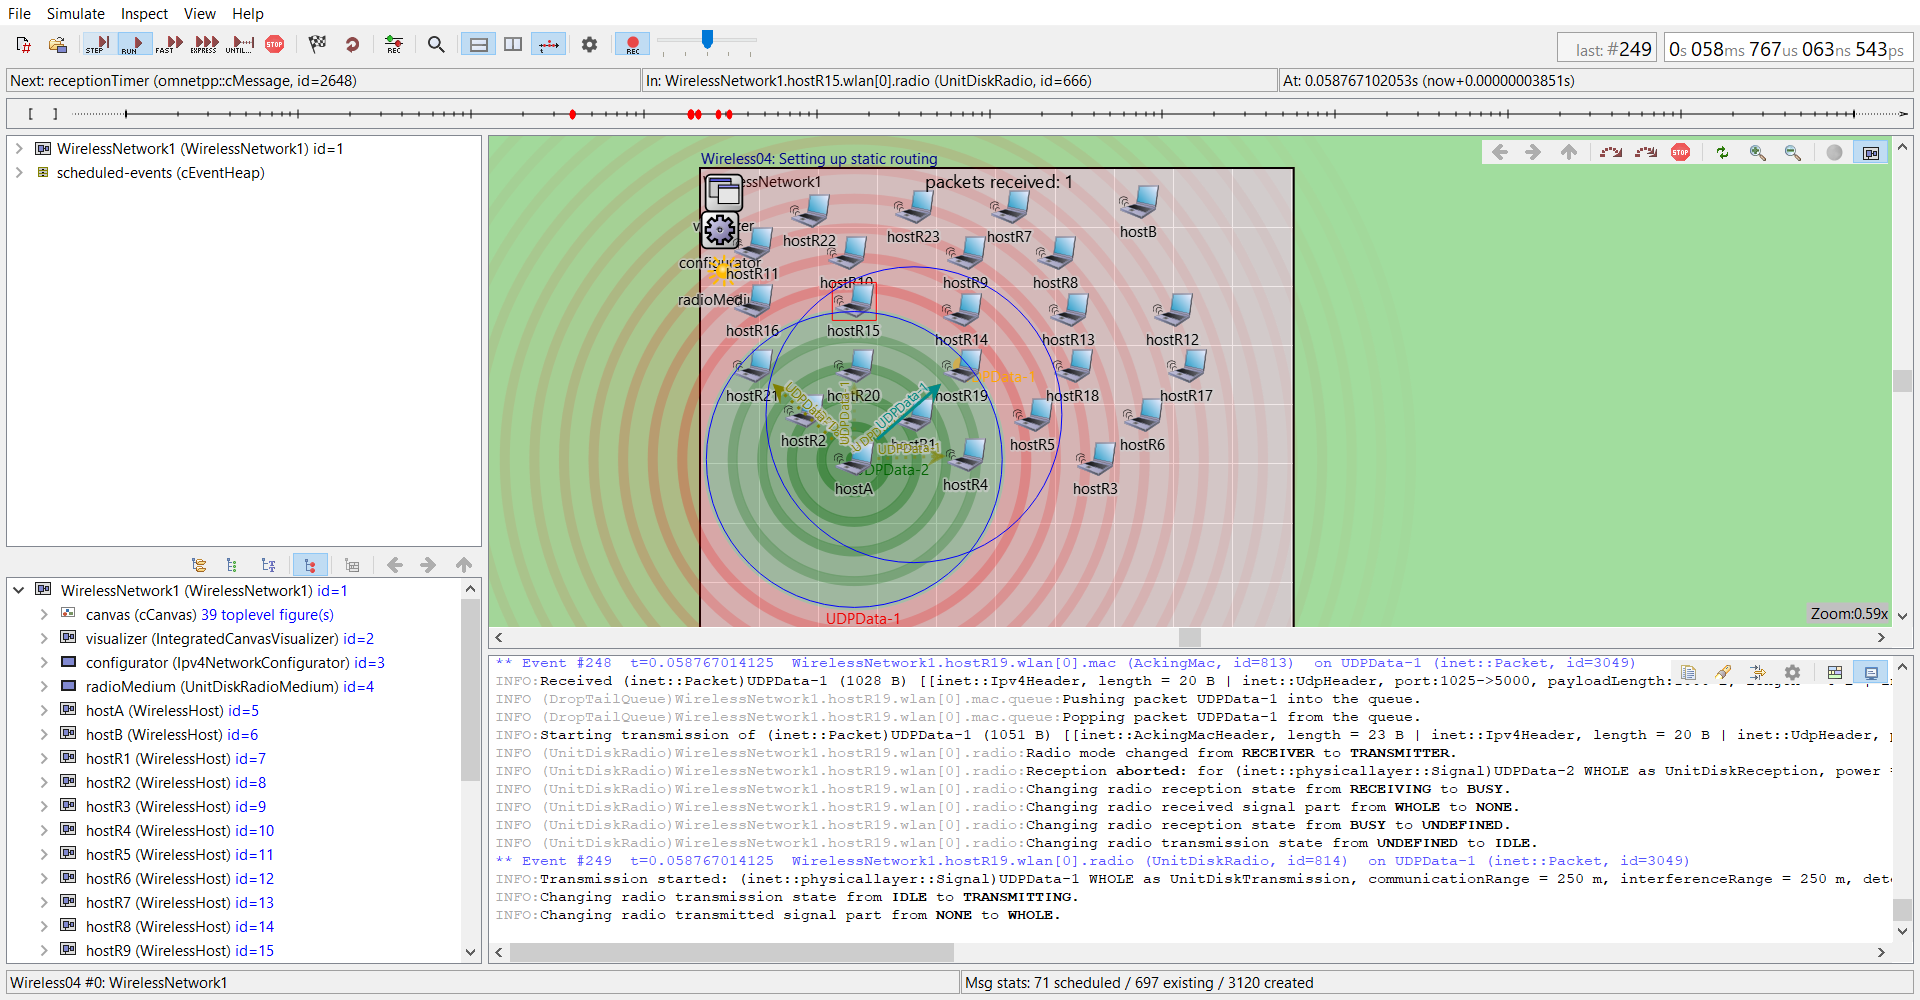 File Simulate Inspect View Help
STEP RUN FAST EXPRESS UNTIL... STOP REC REC
last: #249 0s 058ms 767us 063ns 543ps
Next: receptionTimer (omnetpp::cMessage, id=2648) In: WirelessNetwork1.hostR15.wlan[0].radio (UnitDiskRadio, id=666) At: 0.058767102053s (now+0.00000003851s)
[ ]
WirelessNetwork1 (WirelessNetwork1) id=1
scheduled-events (cEventHeap)
WirelessNetwork1 (WirelessNetwork1) id=1
canvas (cCanvas) 39 toplevel figure(s)
visualizer (IntegratedCanvasVisualizer) id=2
configurator (Ipv4NetworkConfigurator) id=3
radioMedium (UnitDiskRadioMedium) id=4
hostA (WirelessHost) id=5
hostB (WirelessHost) id=6
hostR1 (WirelessHost) id=7
hostR2 (WirelessHost) id=8
hostR3 (WirelessHost) id=9
hostR4 (WirelessHost) id=10
hostR5 (WirelessHost) id=11
hostR6 (WirelessHost) id=12
hostR7 (WirelessHost) id=13
hostR8 (WirelessHost) id=14
hostR9 (WirelessHost) id=15
Wireless04: Setting up static routing
packets received: 1
STOP
hostR22 hostR23 hostR7 hostB
configurator
hostR11 hostR10 hostR9 hostR8
hostR16 hostR15 hostR14 hostR13 hostR12
hostR21 hostR20 hostR19 hostR18 hostR17
UDPData-1
hostR2 hostR1 hostR5 hostR6
UDPData-1
UDPData-2
hostA hostR4 hostR3
UDPData-1
Zoom:0.59x
** Event #248 t=0.058767014125 WirelessNetwork1.hostR19.wlan[0].mac (AckingMac, id=813) on UDPData-1 (inet::Packet, id=3049)
INFO:Received (inet::Packet)UDPData-1 (1028 B) [[inet::Ipv4Header, length = 20 B | inet::UdpHeader, port:1025->5000,
INFO (DropTailQueue)WirelessNetwork1.hostR19.wlan[0].mac.queue:Pushing packet UDPData-1 into the queue.
INFO (DropTailQueue)WirelessNetwork1.hostR19.wlan[0].mac.queue:Popping packet UDPData-1 from the queue.
INFO:Starting transmission of (inet::Packet)UDPData-1 (1051 B) [[inet::AckingMacHeader, length = 23 B | inet::Ipv4Header, length = 20 B | inet::UdpHeader,
INFO (UnitDiskRadio)WirelessNetwork1.hostR19.wlan[0].radio:Radio mode changed from RECEIVER to TRANSMITTER.
INFO (UnitDiskRadio)WirelessNetwork1.hostR19.wlan[0].radio:Reception aborted: for (inet::physicallayer::Signal)UDPData-2 WHOLE as UnitDiskReception, power
INFO (UnitDiskRadio)WirelessNetwork1.hostR19.wlan[0].radio:Changing radio reception state from RECEIVING to BUSY.
INFO (UnitDiskRadio)WirelessNetwork1.hostR19.wlan[0].radio:Changing radio received signal part from WHOLE to NONE.
INFO (UnitDiskRadio)WirelessNetwork1.hostR19.wlan[0].radio:Changing radio reception state from BUSY to UNDEFINED.
INFO (UnitDiskRadio)WirelessNetwork1.hostR19.wlan[0].radio:Changing radio transmission state from UNDEFINED to IDLE.
** Event #249 t=0.058767014125 WirelessNetwork1.hostR19.wlan[0].radio (UnitDiskRadio, id=814) on UDPData-1 (inet::Packet, id=3049)
INFO:Transmission started: (inet::physicallayer::Signal)UDPData-1 WHOLE as UnitDiskTransmission, communicationRange = 250 m, interferenceRange = 250 m, det
INFO:Changing radio transmission state from IDLE to TRANSMITTING.
INFO:Changing radio transmitted signal part from NONE to WHOLE.
Wireless04 #0: WirelessNetwork1 Msg stats: 71 scheduled / 697 existing / 3120 created